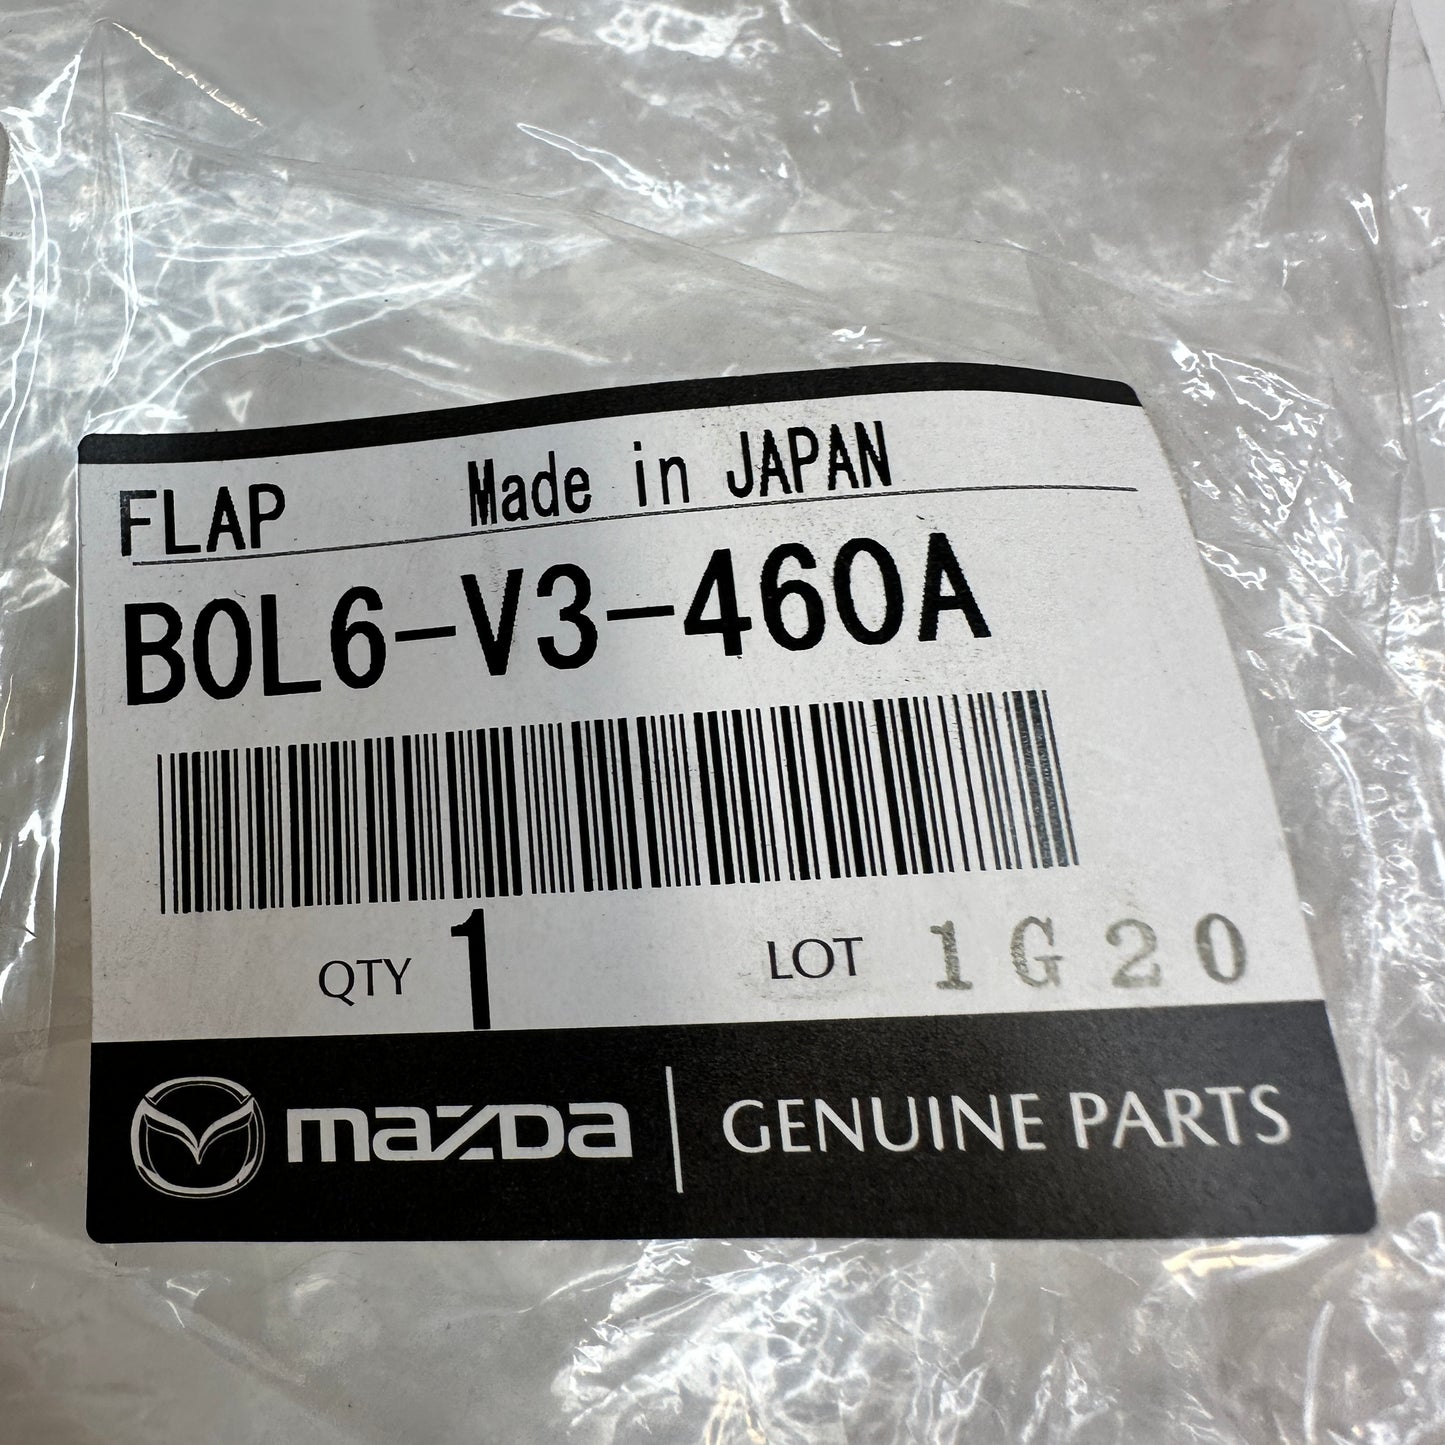 FLAP Made in JAPAN
B0L6-V3-460A
QTY 1 LOT 1G20
mazda GENUINE PARTS